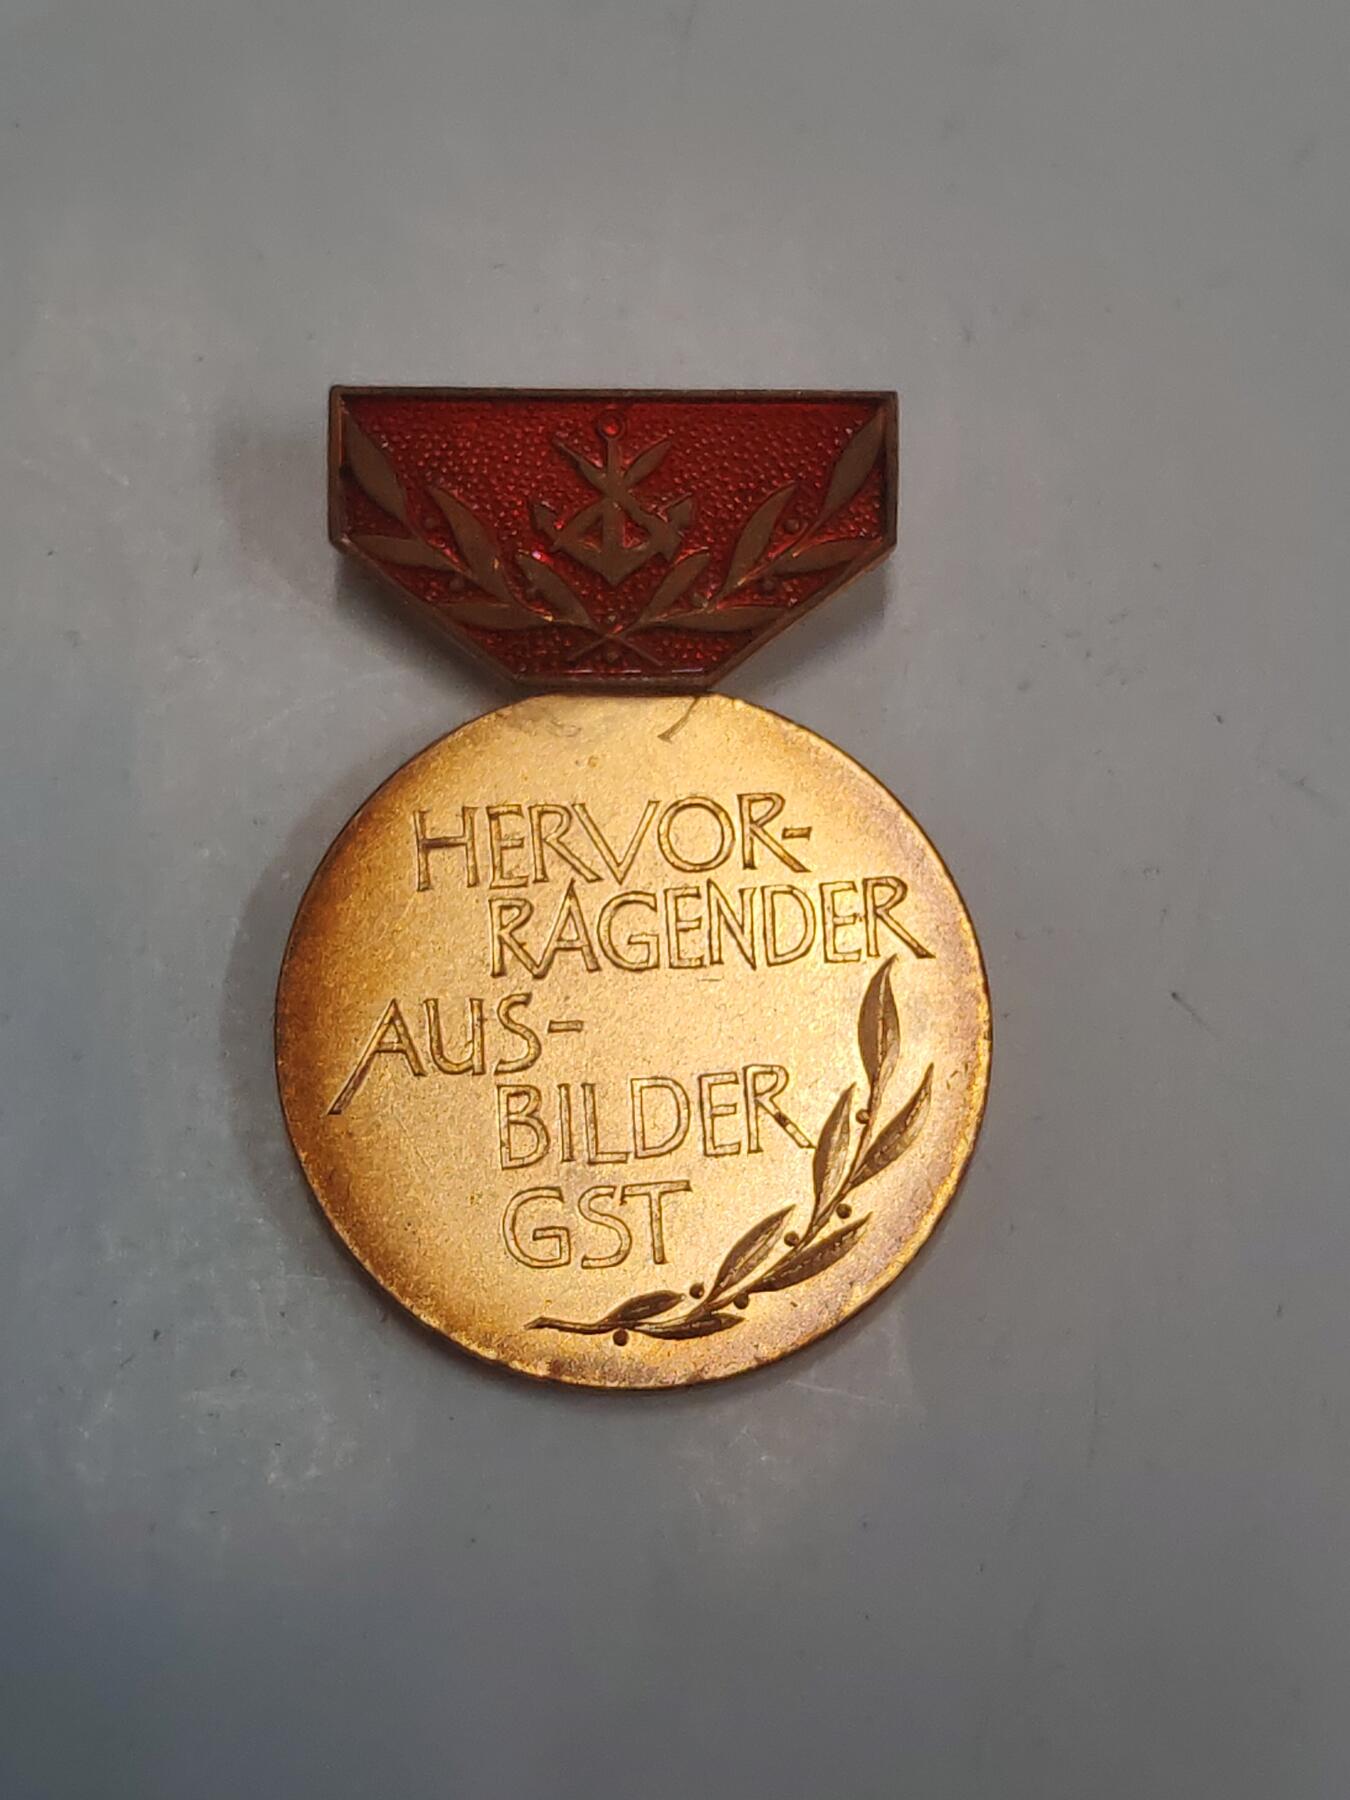 HERVOR-
RAGENDER
AUS-
BILDER
GST